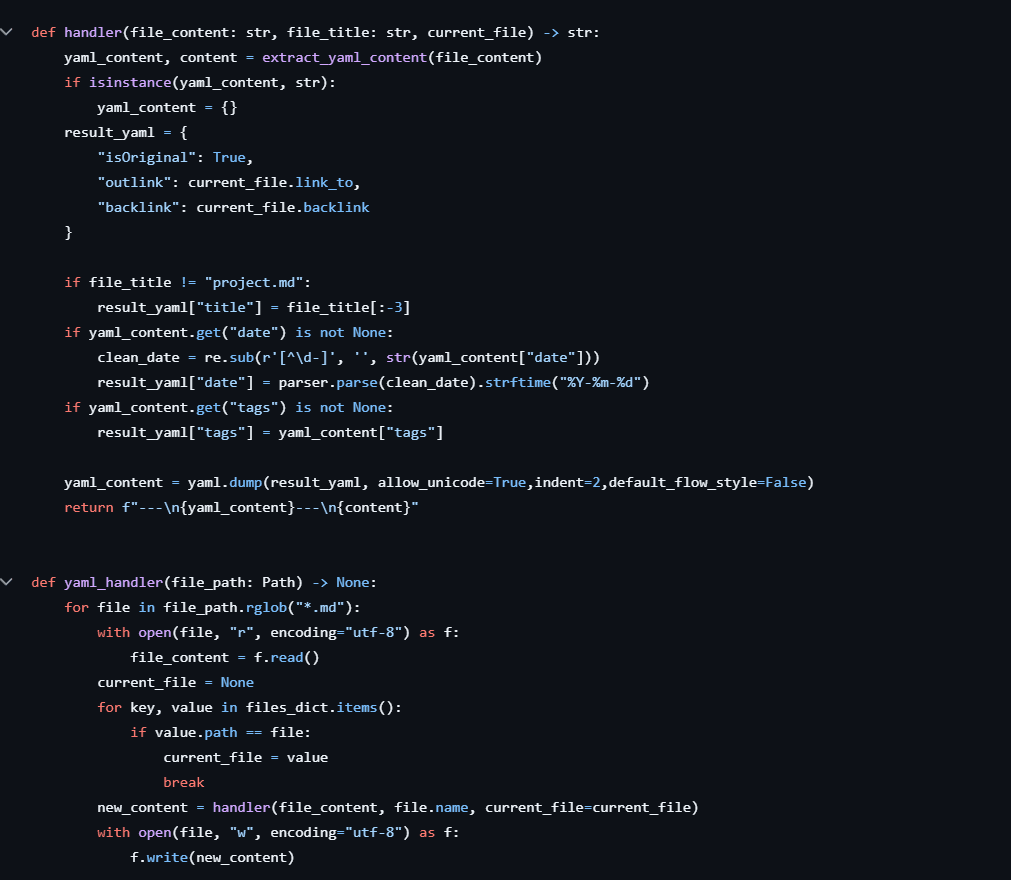 def handler(file_content: str, file_title: str, current_file) -> str:
    yaml_content, content = extract_yaml_content(file_content)
    if isinstance(yaml_content, str):
        yaml_content = {}
    result_yaml = {
        "isOriginal": True,
        "outlink": current_file.link_to,
        "backlink": current_file.backlink
    }

    if file_title != "project.md":
        result_yaml["title"] = file_title[:-3]
    if yaml_content.get("date") is not None:
        clean_date = re.sub(r'[^\d-]', '', str(yaml_content["date"]))
        result_yaml["date"] = parser.parse(clean_date).strftime("%Y-%m-%d")
    if yaml_content.get("tags") is not None:
        result_yaml["tags"] = yaml_content["tags"]

    yaml_content = yaml.dump(result_yaml, allow_unicode=True,indent=2,default_flow_style=False)
    return f"---\n{yaml_content}---\n{content}"


def yaml_handler(file_path: Path) -> None:
    for file in file_path.rglob("*.md"):
        with open(file, "r", encoding="utf-8") as f:
            file_content = f.read()
        current_file = None
        for key, value in files_dict.items():
            if value.path == file:
                current_file = value
                break
        new_content = handler(file_content, file.name, current_file=current_file)
        with open(file, "w", encoding="utf-8") as f:
            f.write(new_content)